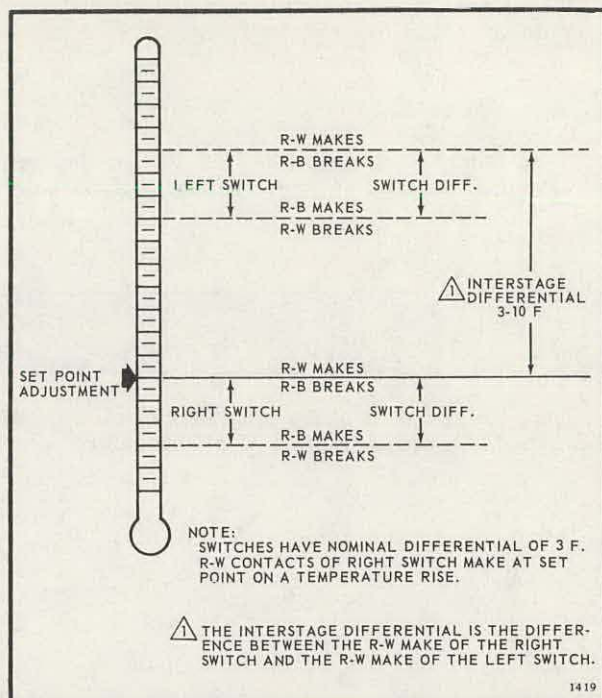 R-W MAKES
R-B BREAKS
LEFT SWITCH
SWITCH DIFF.
R-B MAKES
R-W BREAKS
1 INTERSTAGE
DIFFERENTIAL
3-10 F
SET POINT
ADJUSTMENT
R-W MAKES
R-B BREAKS
RIGHT SWITCH
SWITCH DIFF.
R-B MAKES
R-W BREAKS
NOTE:
SWITCHES HAVE NOMINAL DIFFERENTIAL OF 3 F.
R-W CONTACTS OF RIGHT SWITCH MAKE AT SET
POINT ON A TEMPERATURE RISE.
1 THE INTERSTAGE DIFFERENTIAL IS THE DIFFER-
ENCE BETWEEN THE R-W MAKE OF THE RIGHT
SWITCH AND THE R-W MAKE OF THE LEFT SWITCH.
1419